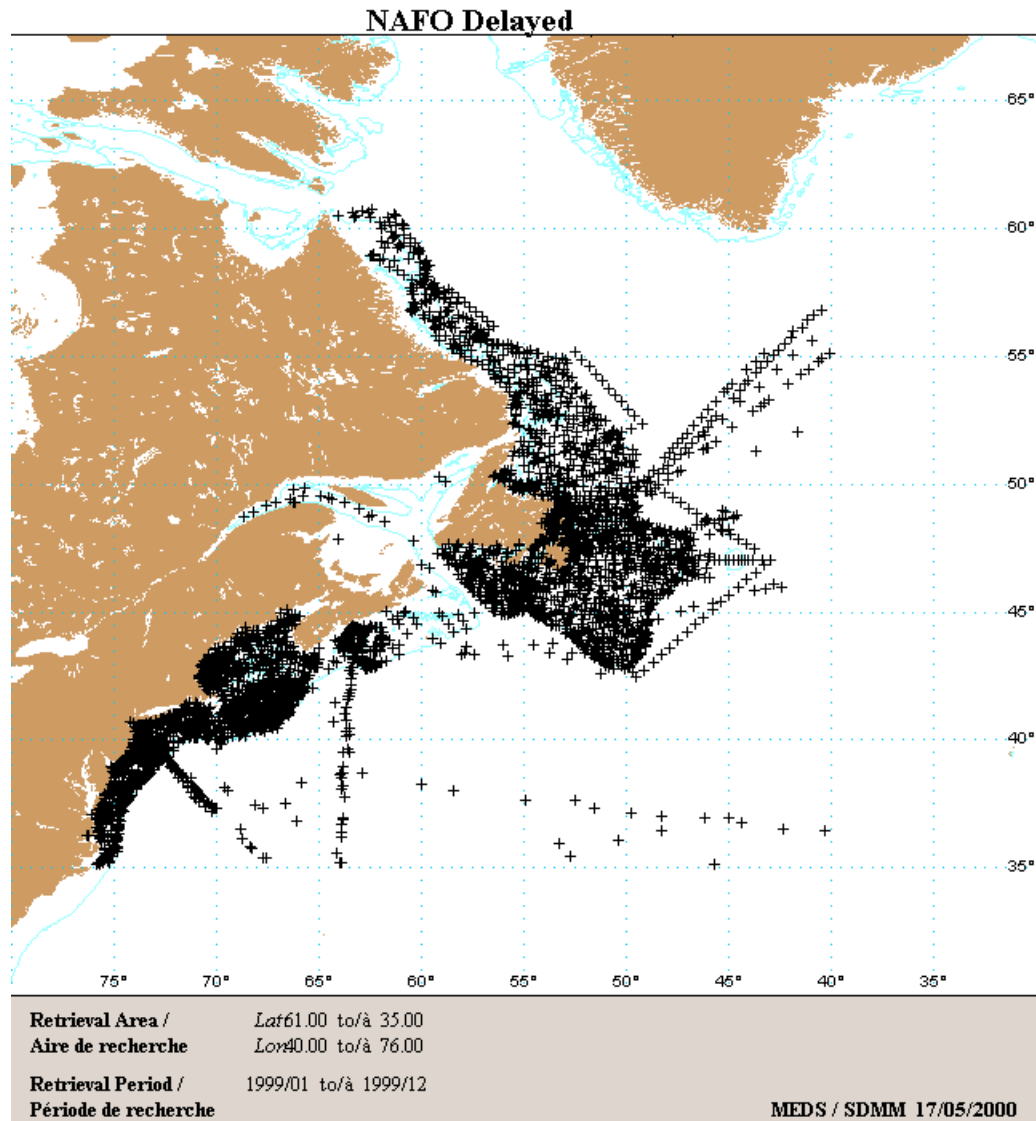 NAFO Delayed
65°
60°
55°
50°
45°
40°
35°
75° 70° 65° 60° 55° 50° 45° 40° 35°
Retrieval Area / Lat61.00 to/à 35.00
Aire de recherche Lon40.00 to/à 76.00
Retrieval Period / 1999/01 to/à 1999/12
Période de recherche
MEDS / SDMM 17/05/2000